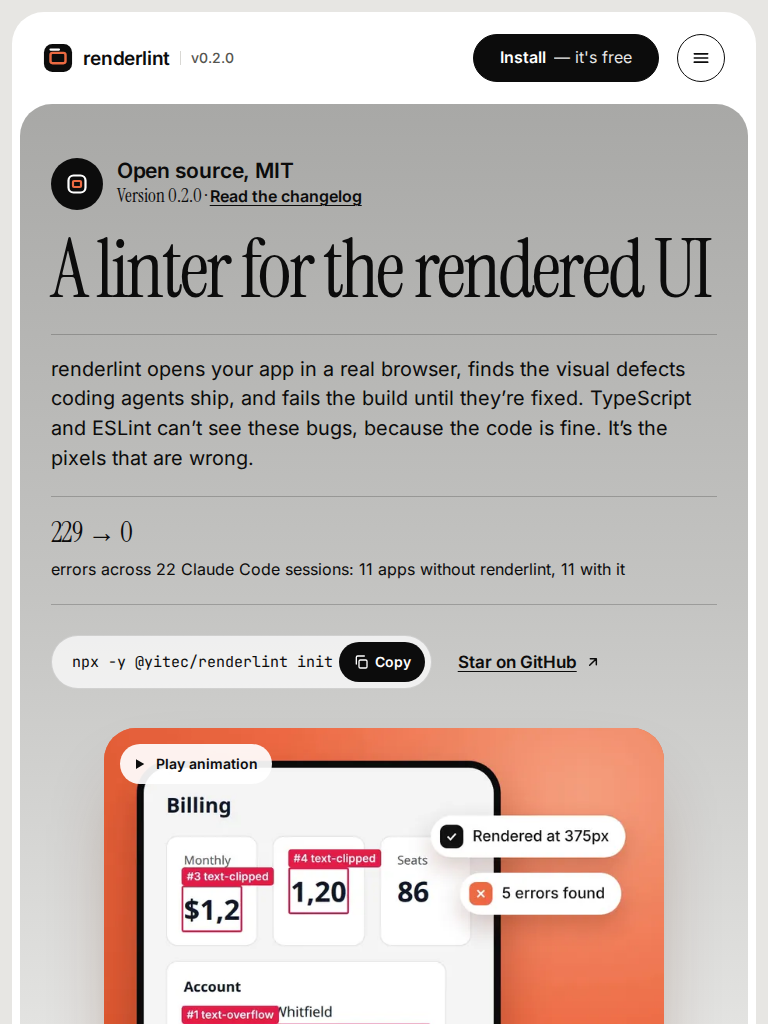 renderlint v0.2.0
Install — it's free
Open source, MIT
Version 0.2.0 · Read the changelog
A linter for the rendered UI
renderlint opens your app in a real browser, finds the visual defects
coding agents ship, and fails the build until they’re fixed. TypeScript
and ESLint can’t see these bugs, because the code is fine. It’s the
pixels that are wrong.
229 → 0
errors across 22 Claude Code sessions: 11 apps without renderlint, 11 with it
npx -y @yitec/renderlint init
Copy
Star on GitHub
Play animation
Billing
Rendered at 375px
Monthly
#3 text-clipped
$1,2
#4 text-clipped
1,20
Seats
86
5 errors found
Account
#1 text-overflow
Whitfield